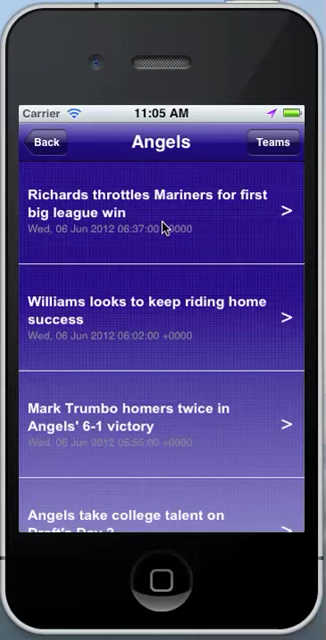 Carrier 11:05 AM
Back Angels Teams
Richards throttles Mariners for first
big league win
Wed, 06 Jun 2012 06:37:00 +0000
>
Williams looks to keep riding home
success
Wed, 06 Jun 2012 06:02:00 +0000
>
Mark Trumbo homers twice in
Angels' 6-1 victory
Wed, 06 Jun 2012 05:55:00 +0000
>
Angels take college talent on
Draft's Day 2